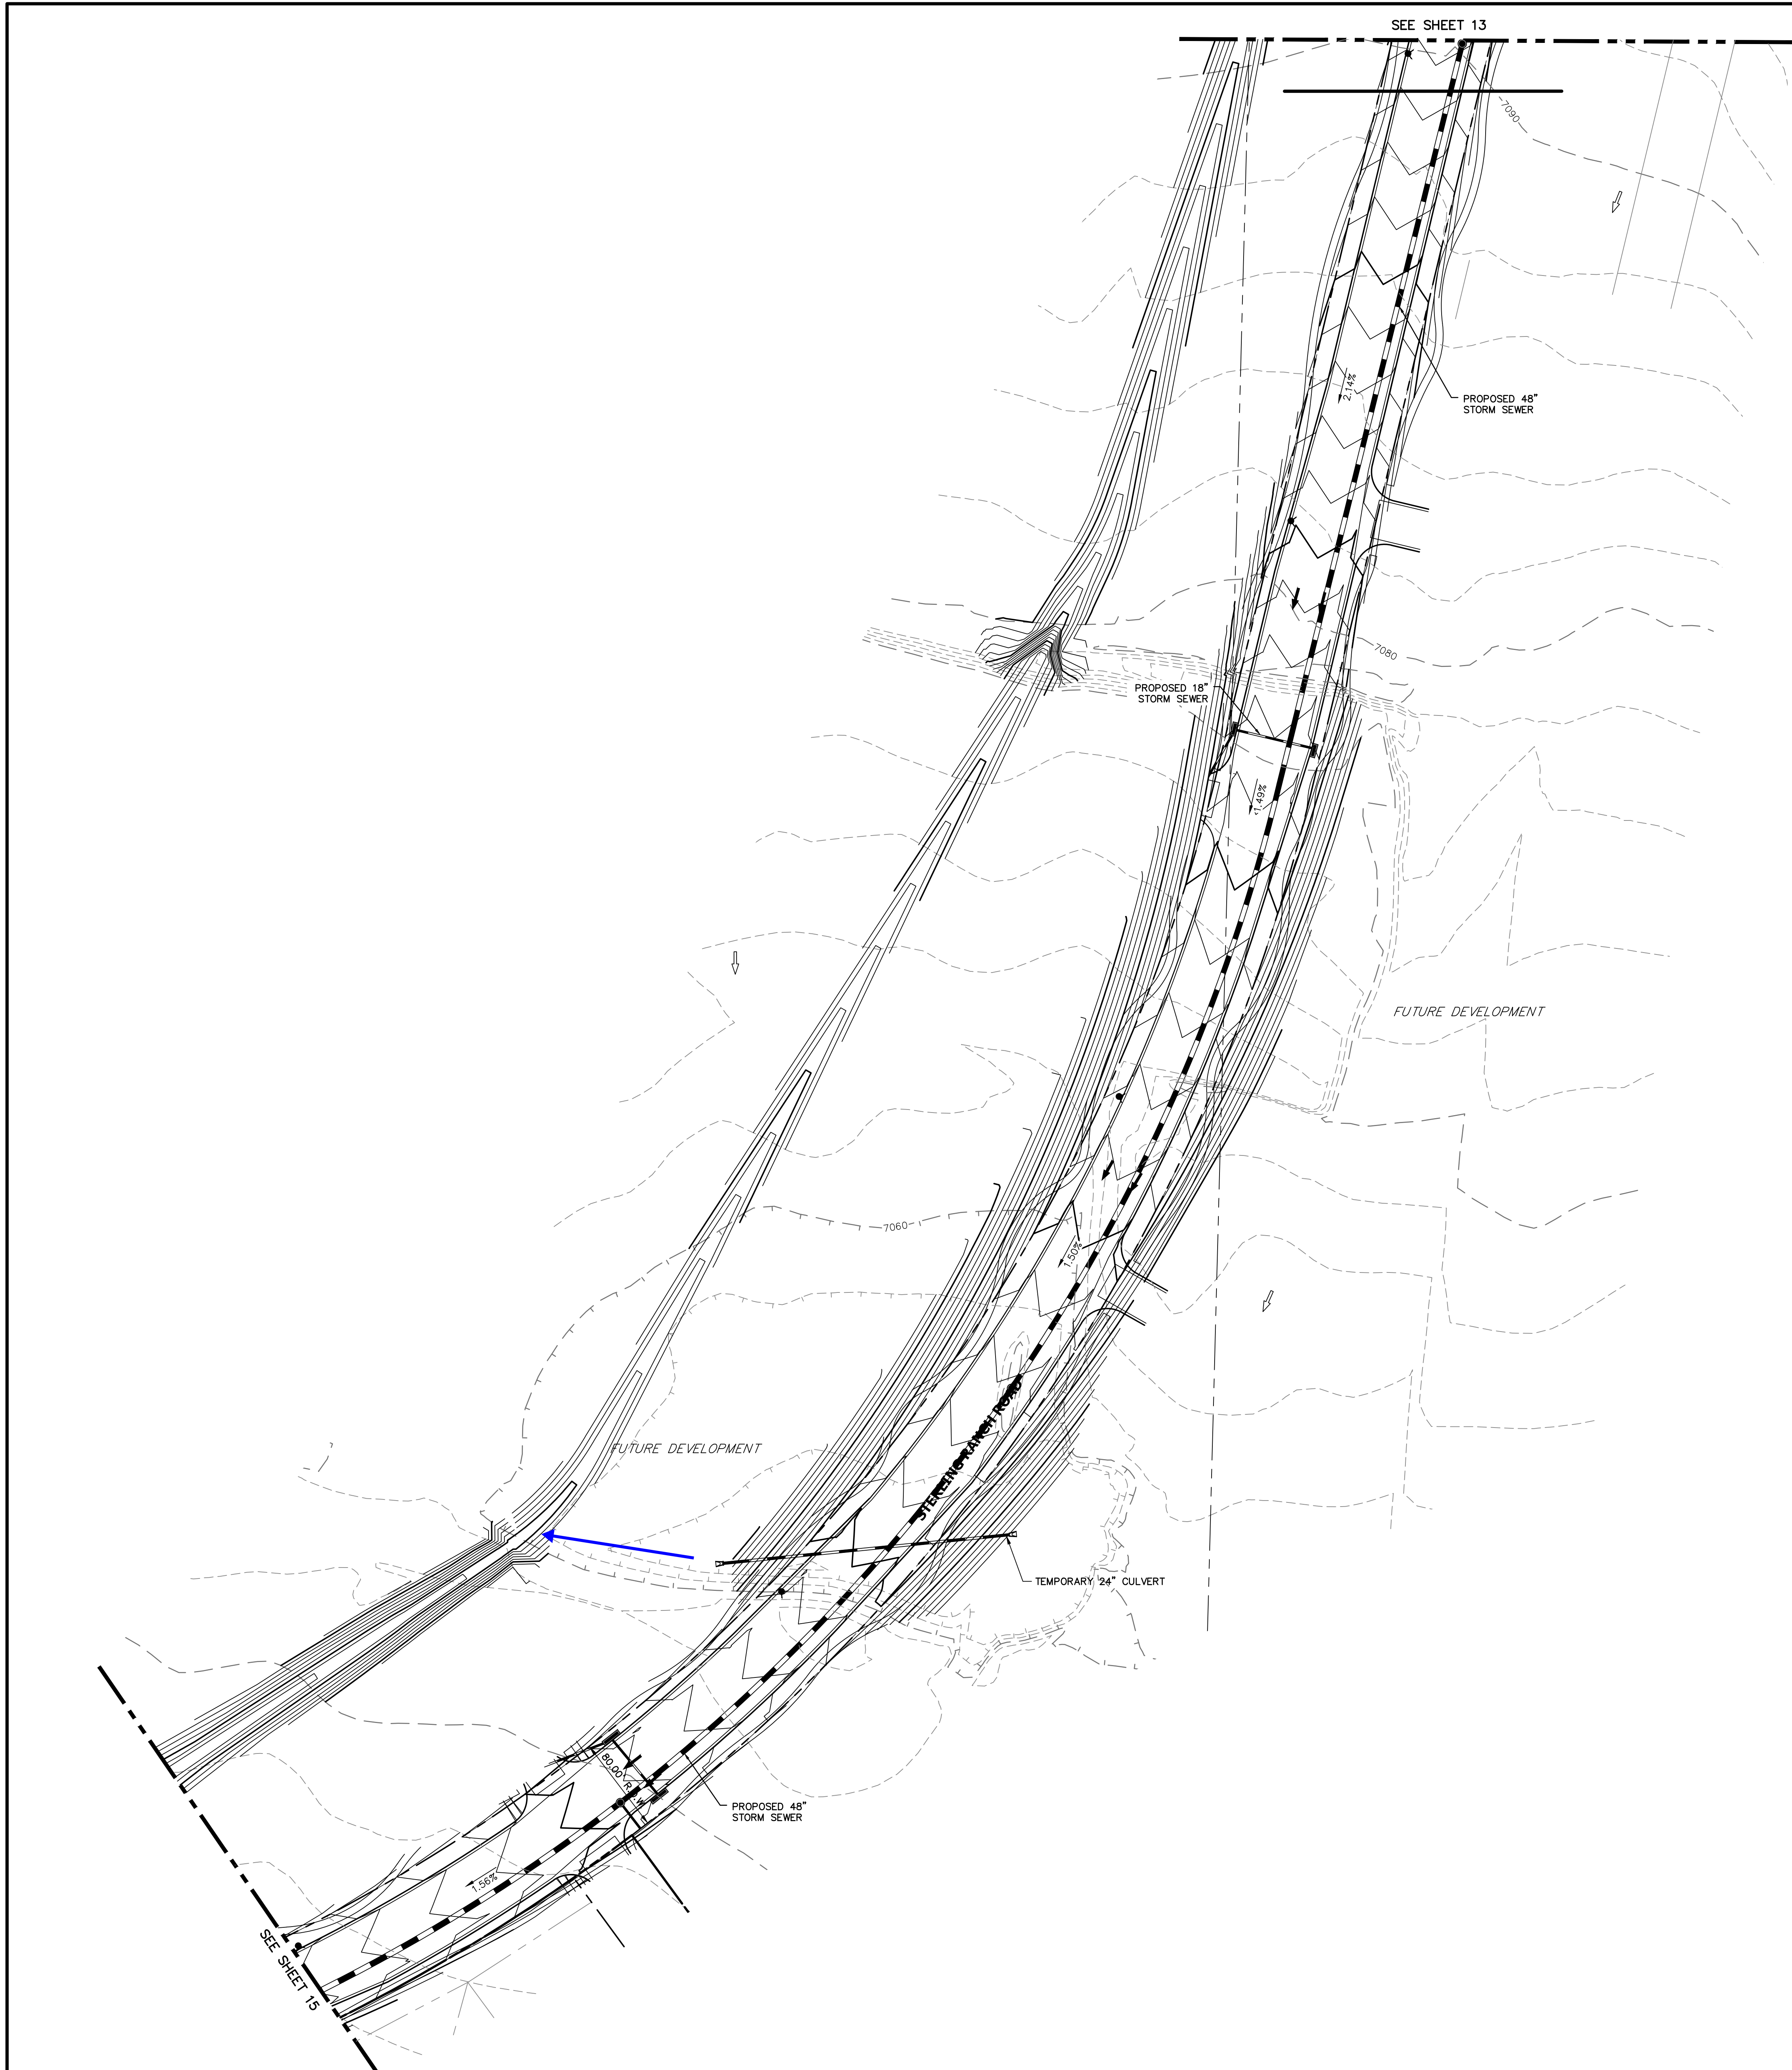 SEE SHEET 13
7090
2.14%
PROPOSED 48"
STORM SEWER
7080
PROPOSED 18"
STORM SEWER
1.49%
FUTURE DEVELOPMENT
7060
1.50%
STERLING RANCH ROAD
FUTURE DEVELOPMENT
TEMPORARY 24" CULVERT
80.00' R.O.W.
PROPOSED 48"
STORM SEWER
1.56%
SEE SHEET 15